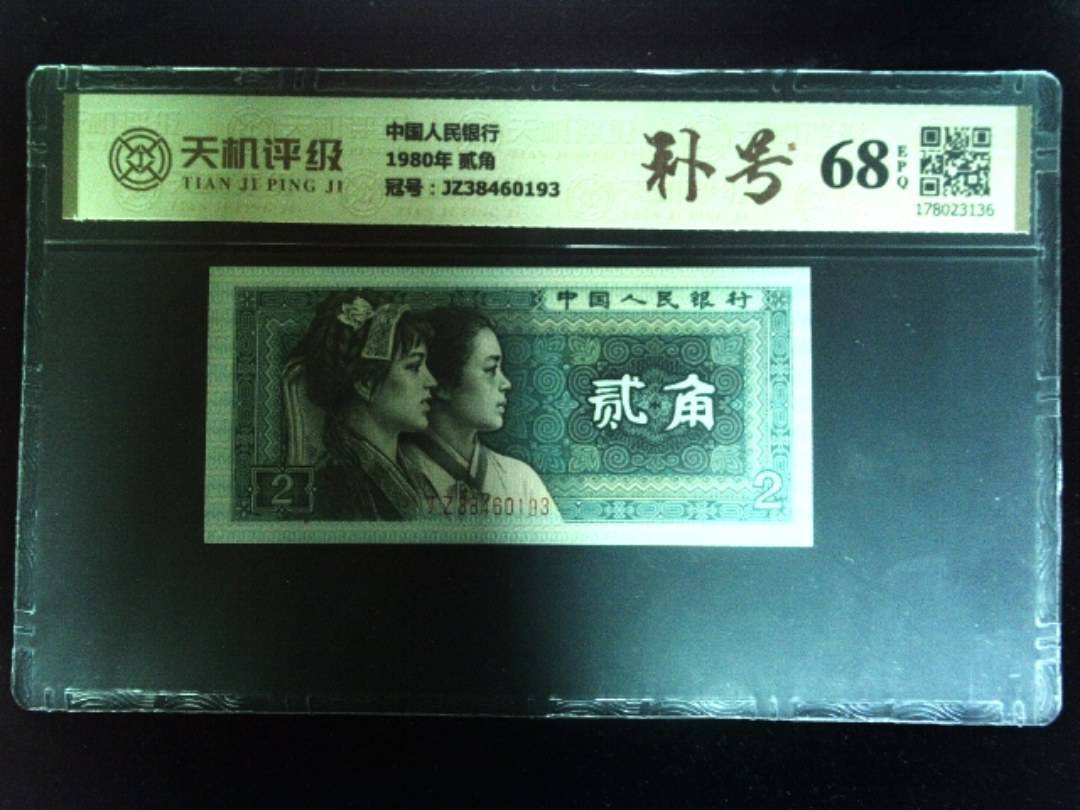 天机评级
TIAN JI PING JI
中国人民银行
1980年 贰角
冠号：JZ38460193
补号
68
EPQ
178023136
中国人民银行
贰角
2
JZ38460193
2